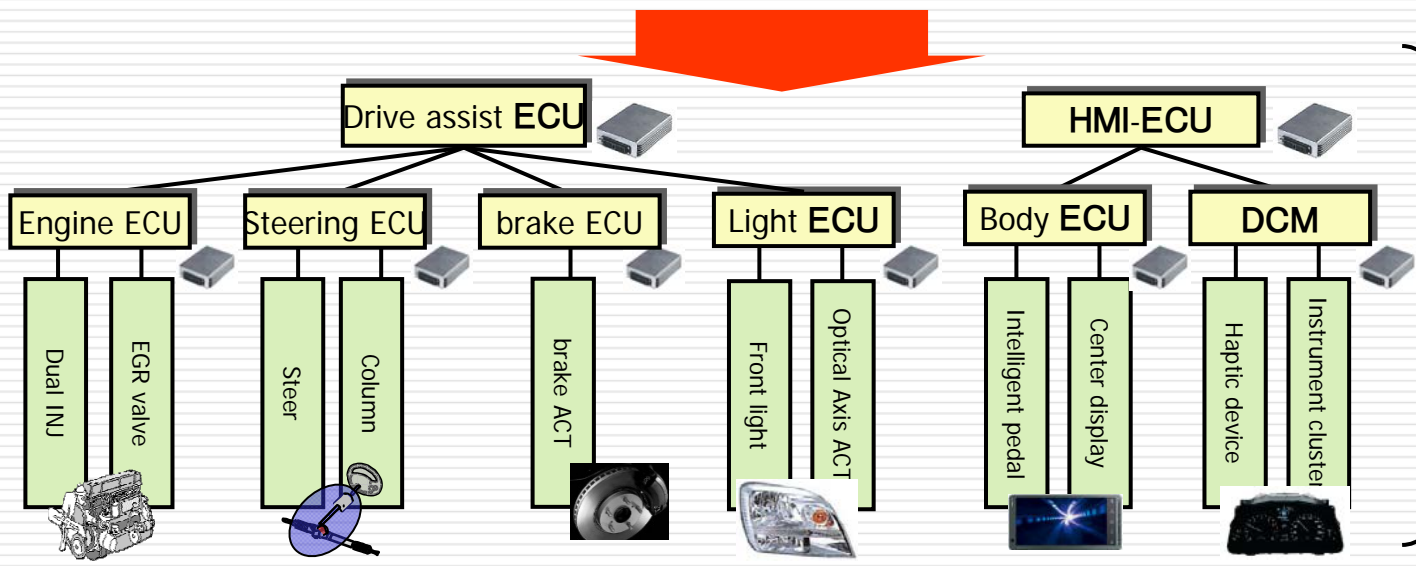 Drive assist ECU
HMI-ECU
Engine ECU
Steering ECU
brake ECU
Light ECU
Body ECU
DCM
Dual INJ
EGR valve
Steer
Column
brake ACT
Front light
Optical Axis ACT
Intelligent pedal
Center display
Haptic device
Instrument cluster